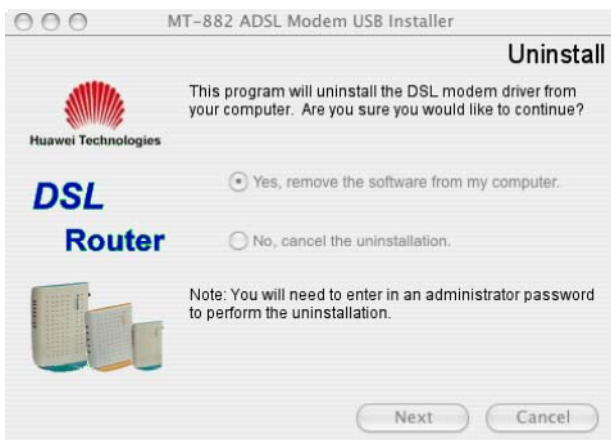 MT-882 ADSL Modem USB Installer
Uninstall
This program will uninstall the DSL modem driver from
your computer. Are you sure you would like to continue?
Huawei Technologies
Yes, remove the software from my computer.
DSL
Router
No, cancel the uninstallation.
Note: You will need to enter in an administrator password
to perform the uninstallation.
Next
Cancel